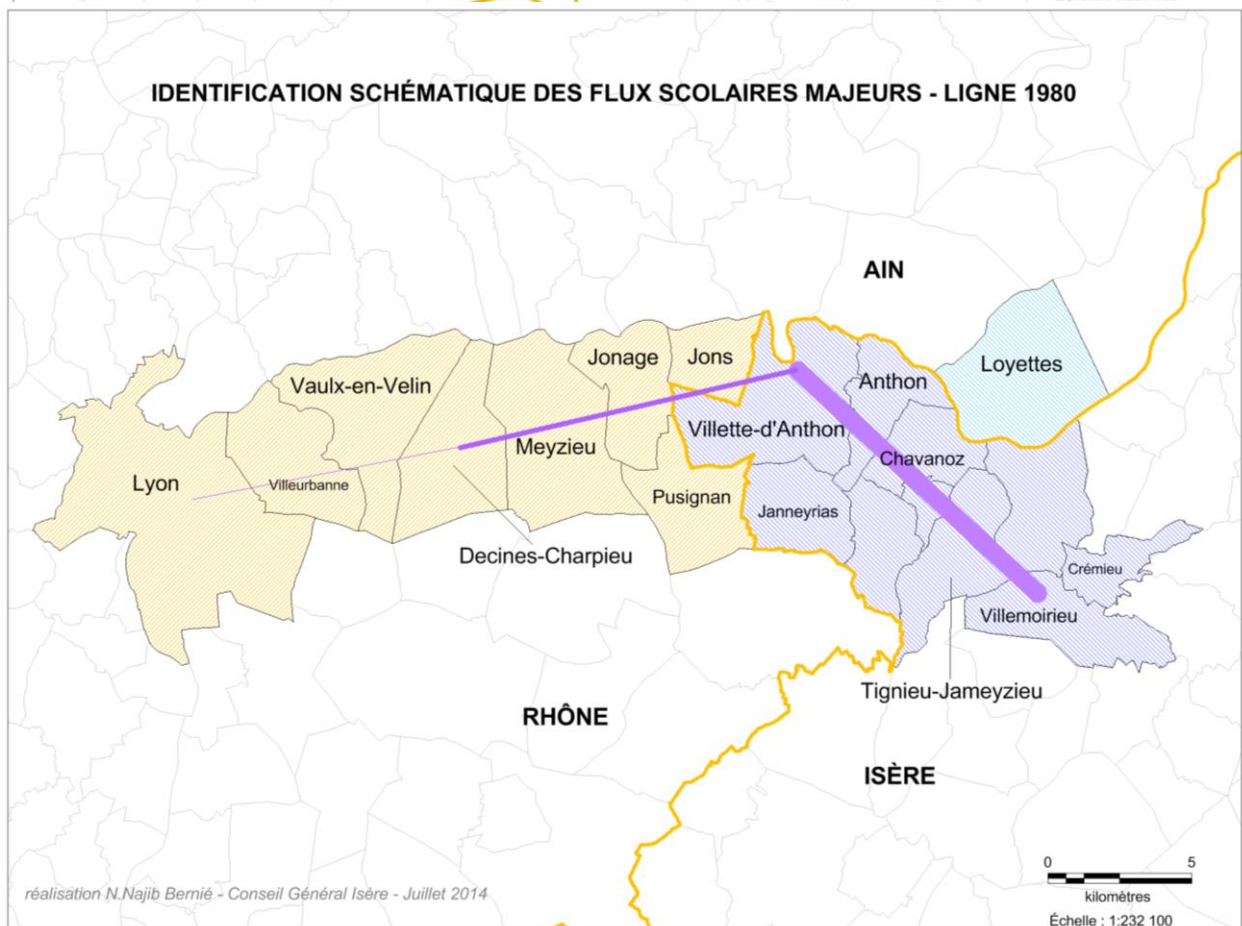 IDENTIFICATION SCHÉMATIQUE DES FLUX SCOLAIRES MAJEURS - LIGNE 1980
AIN
Jonage
Jons
Loyettes
Vaulx-en-Velin
Anthon
Villette-d'Anthon
Meyzieu
Chavanoz
Lyon
Villeurbanne
Pusignan
Janneyrias
Decines-Charpieu
Crémieu
Villemoirieu
Tignieu-Jameyzieu
RHÔNE
ISÈRE
0 5
kilomètres
Échelle : 1:232 100
réalisation N.Najib Bernié - Conseil Général Isère - Juillet 2014